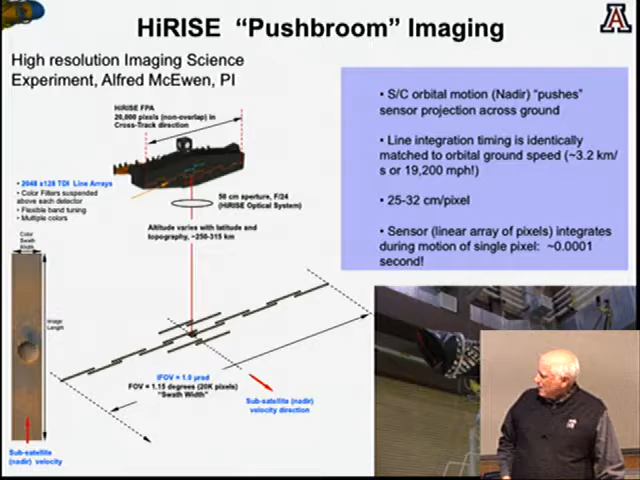 HiRISE "Pushbroom" Imaging
A
High resolution Imaging Science
Experiment, Alfred McEwen, PI
HiRISE FPA
20,000 pixels (non-overlap) in
Cross-Track direction
• 2048 x128 TDI Line Arrays
• Color Filters suspended
above each detector
• Flexible band tuning
• Multiple colors
50 cm aperture, F/24
(HiRISE Optical System)
Altitude varies with latitude and
topography, ~250-315 km
Color
Swath
Width
Image
Length
IFOV = 1.0 µrad
FOV = 1.15 degrees (20K pixels)
"Swath Width"
Sub-satellite (nadir)
velocity direction
Sub-satellite
(nadir) velocity
• S/C orbital motion (Nadir) "pushes"
sensor projection across ground
• Line integration timing is identically
matched to orbital ground speed (~3.2 km/
s or 19,200 mph!)
• 25-32 cm/pixel
• Sensor (linear array of pixels) integrates
during motion of single pixel: ~0.0001
second!